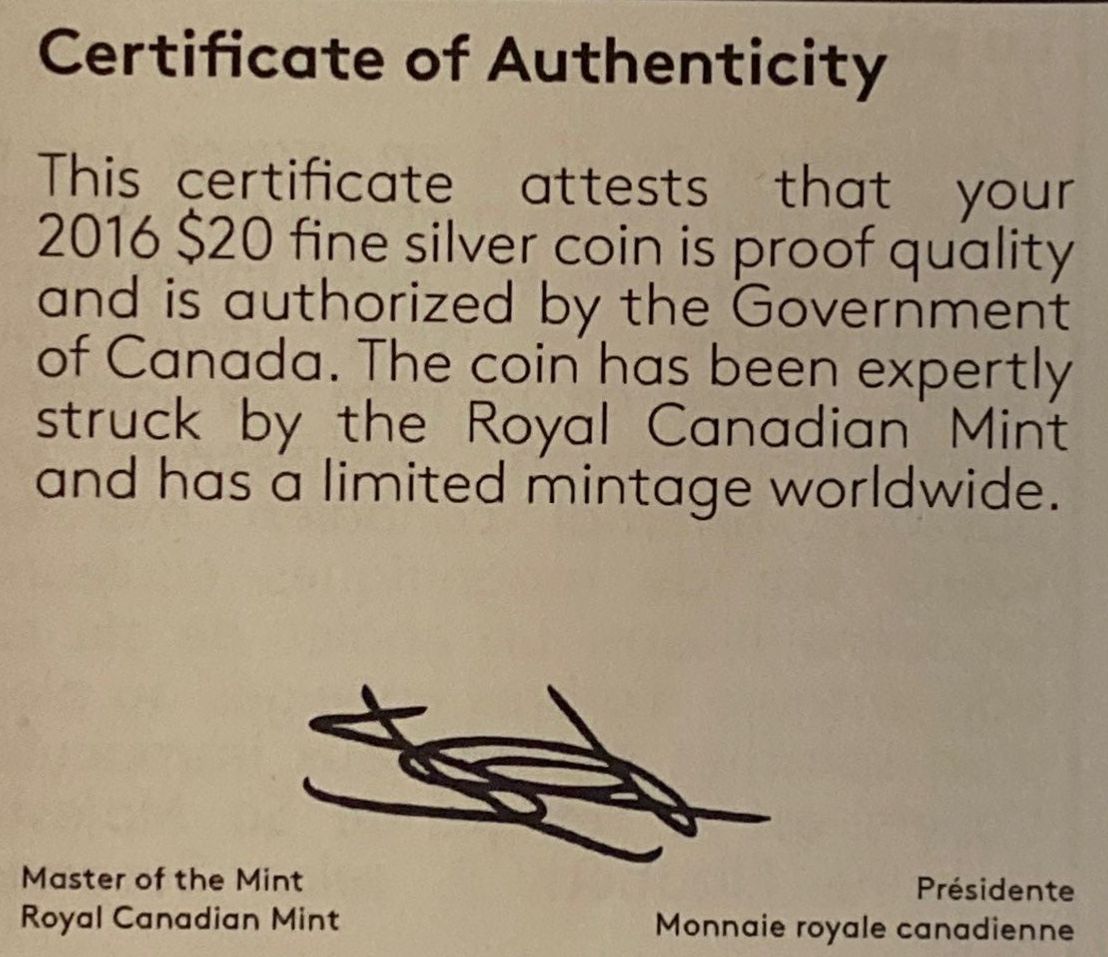 Certificate of Authenticity
This certificate attests that your
2016 $20 fine silver coin is proof quality
and is authorized by the Government
of Canada. The coin has been expertly
struck by the Royal Canadian Mint
and has a limited mintage worldwide.
Master of the Mint
Royal Canadian Mint
Présidente
Monnaie royale canadienne